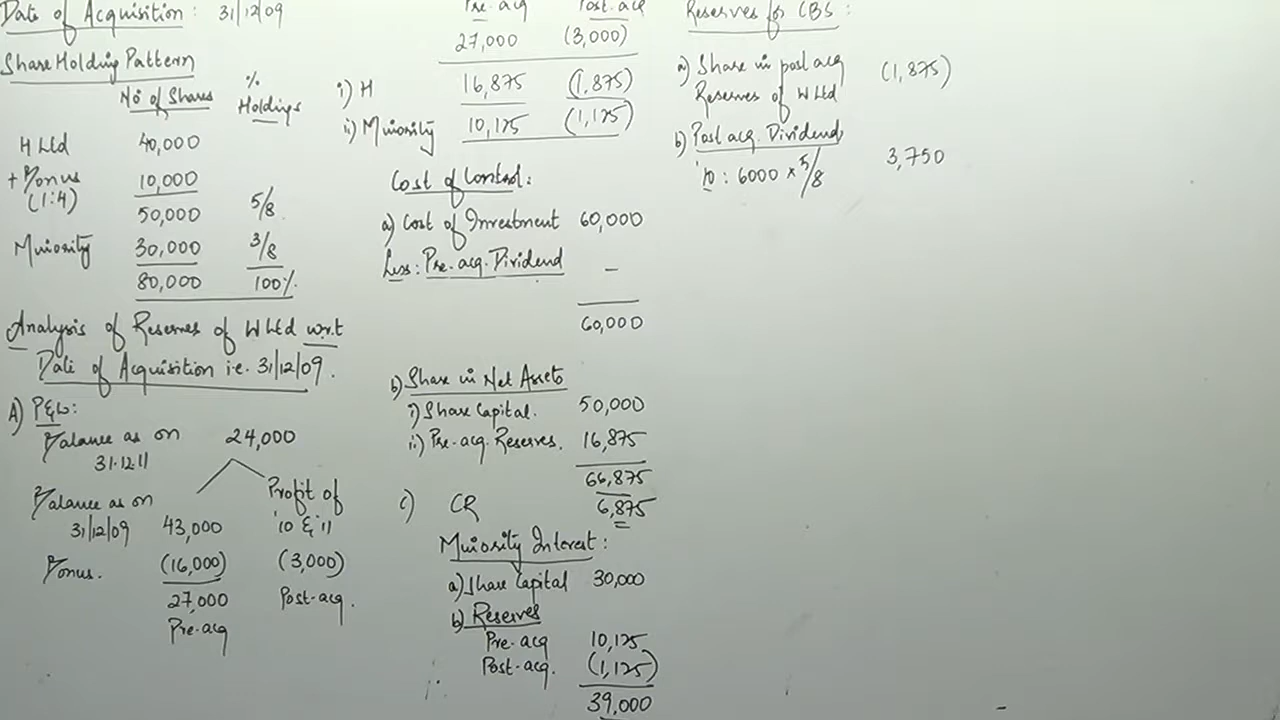 Date of Acquisition: 31/12/09
ShareHolding Pattern
No of Shares % Holdings
H Ltd 40,000
+ Bonus (1:4) 10,000
50,000 5/8
Minority 30,000 3/8
80,000 100%
Analysis of Reserves of W Ltd w.r.t
Date of Acquisition i.e. 31/12/09.
A) P&L:
Balance as on 24,000
31.12.11
Balance as on Profit of
31/12/09 43,000 '10 & '11
Bonus. (16,000) (3,000)
27,000 Post-acq.
Pre-acq
Pre-acq Post-acq
27,000 (3,000)
i) H 16,875 (1,875)
ii) Minority 10,125 (1,125)
Cost of Control:
a) Cost of Investment 60,000
Less: Pre-acq. Dividend -
60,000
b) Share in Net Assets
i) Share Capital. 50,000
ii) Pre-acq. Reserves. 16,875
66,875
c) CR 6,875
Minority Interest:
a) Share Capital 30,000
b) Reserves
Pre-acq 10,125
Post-acq. (1,125)
39,000
Reserves for CBS:
a) Share in post acq (1,875)
Reserves of W Ltd
b) Post acq. Dividend
'10: 6000 × 5/8 3,750